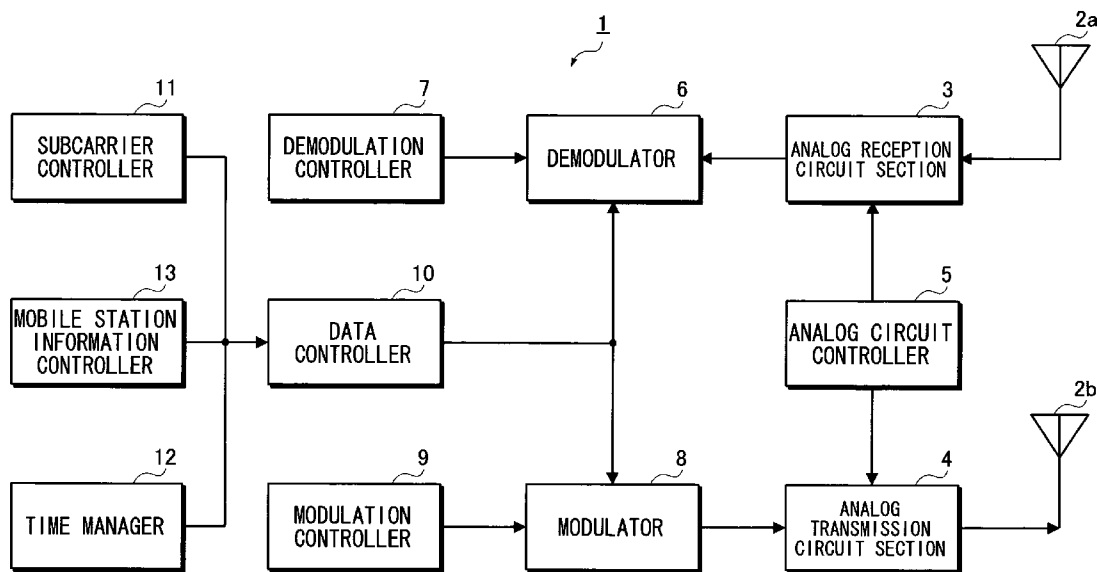 1
2a
11
SUBCARRIER
CONTROLLER
7
DEMODULATION
CONTROLLER
6
DEMODULATOR
3
ANALOG RECEPTION
CIRCUIT SECTION
13
MOBILE STATION
INFORMATION
CONTROLLER
10
DATA
CONTROLLER
5
ANALOG CIRCUIT
CONTROLLER
2b
12
TIME MANAGER
9
MODULATION
CONTROLLER
8
MODULATOR
4
ANALOG
TRANSMISSION
CIRCUIT SECTION